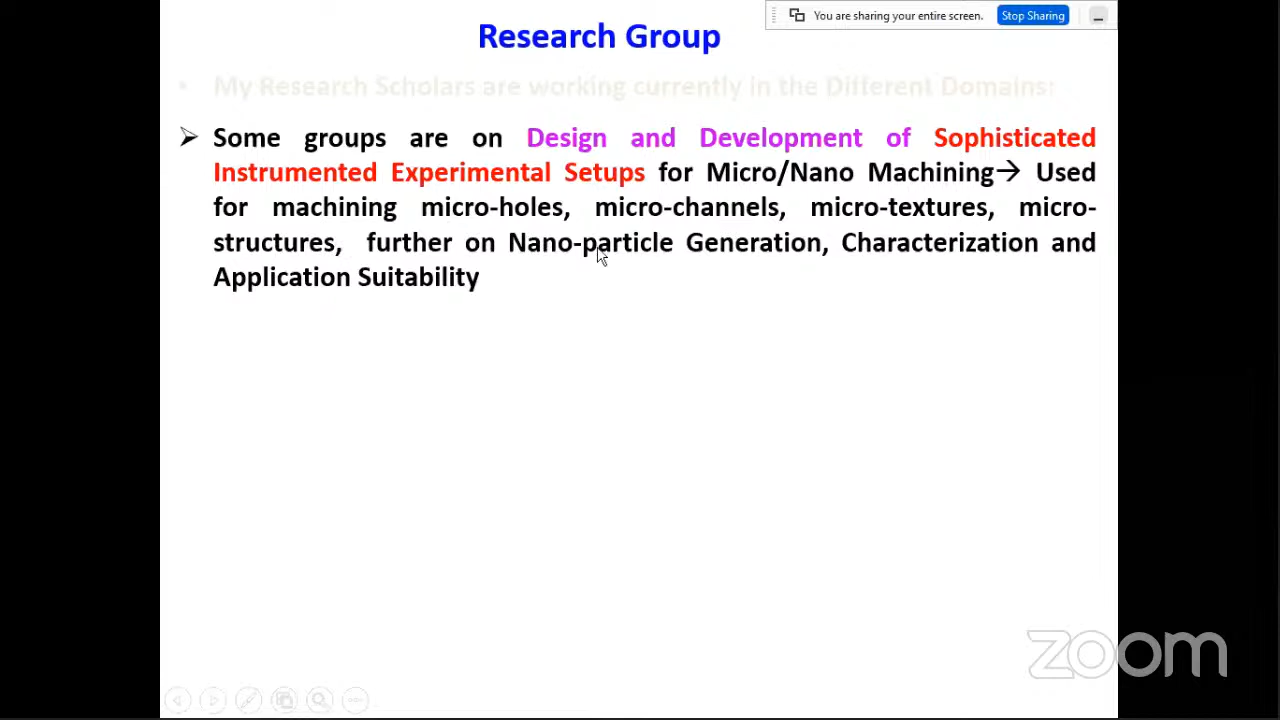 You are sharing your entire screen. Stop Sharing
Research Group
• My Research Scholars are working currently in the Different Domains:
➢ Some groups are on Design and Development of Sophisticated
Instrumented Experimental Setups for Micro/Nano Machining→ Used
for machining micro-holes, micro-channels, micro-textures, micro-
structures, further on Nano-particle Generation, Characterization and
Application Suitability
zoom